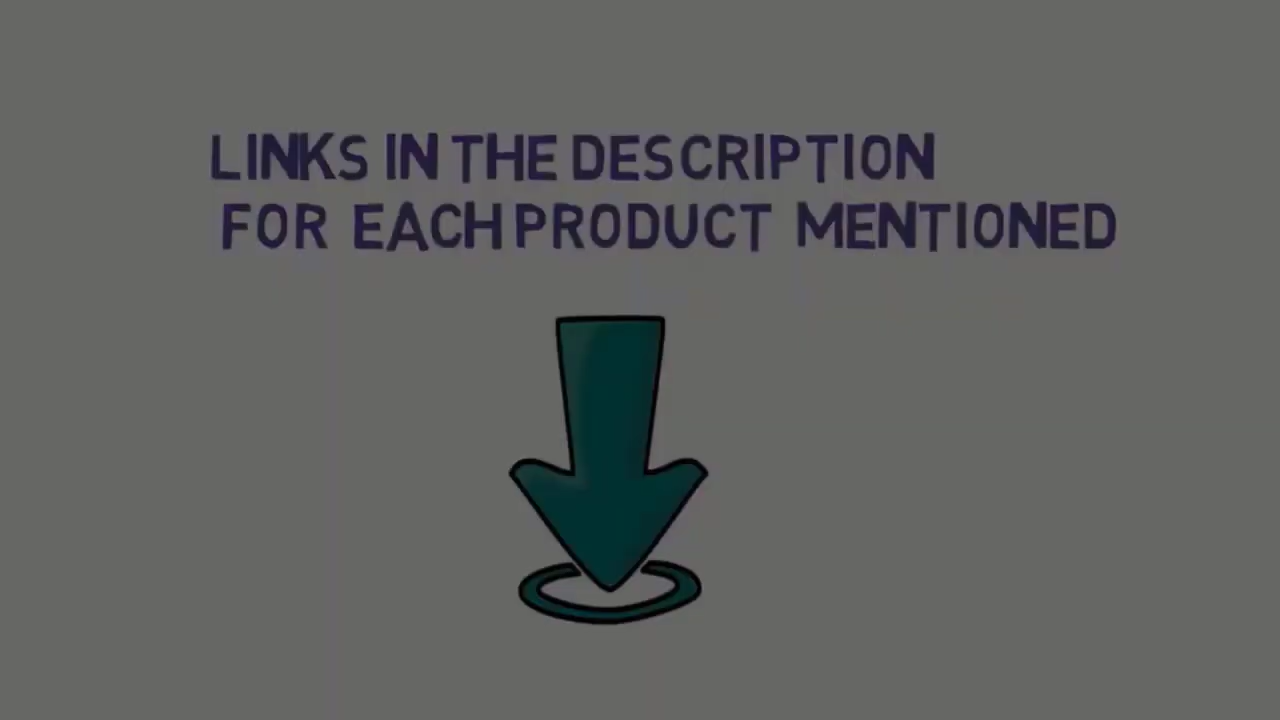 LINKS IN THE DESCRIPTION
FOR EACH PRODUCT MENTIONED